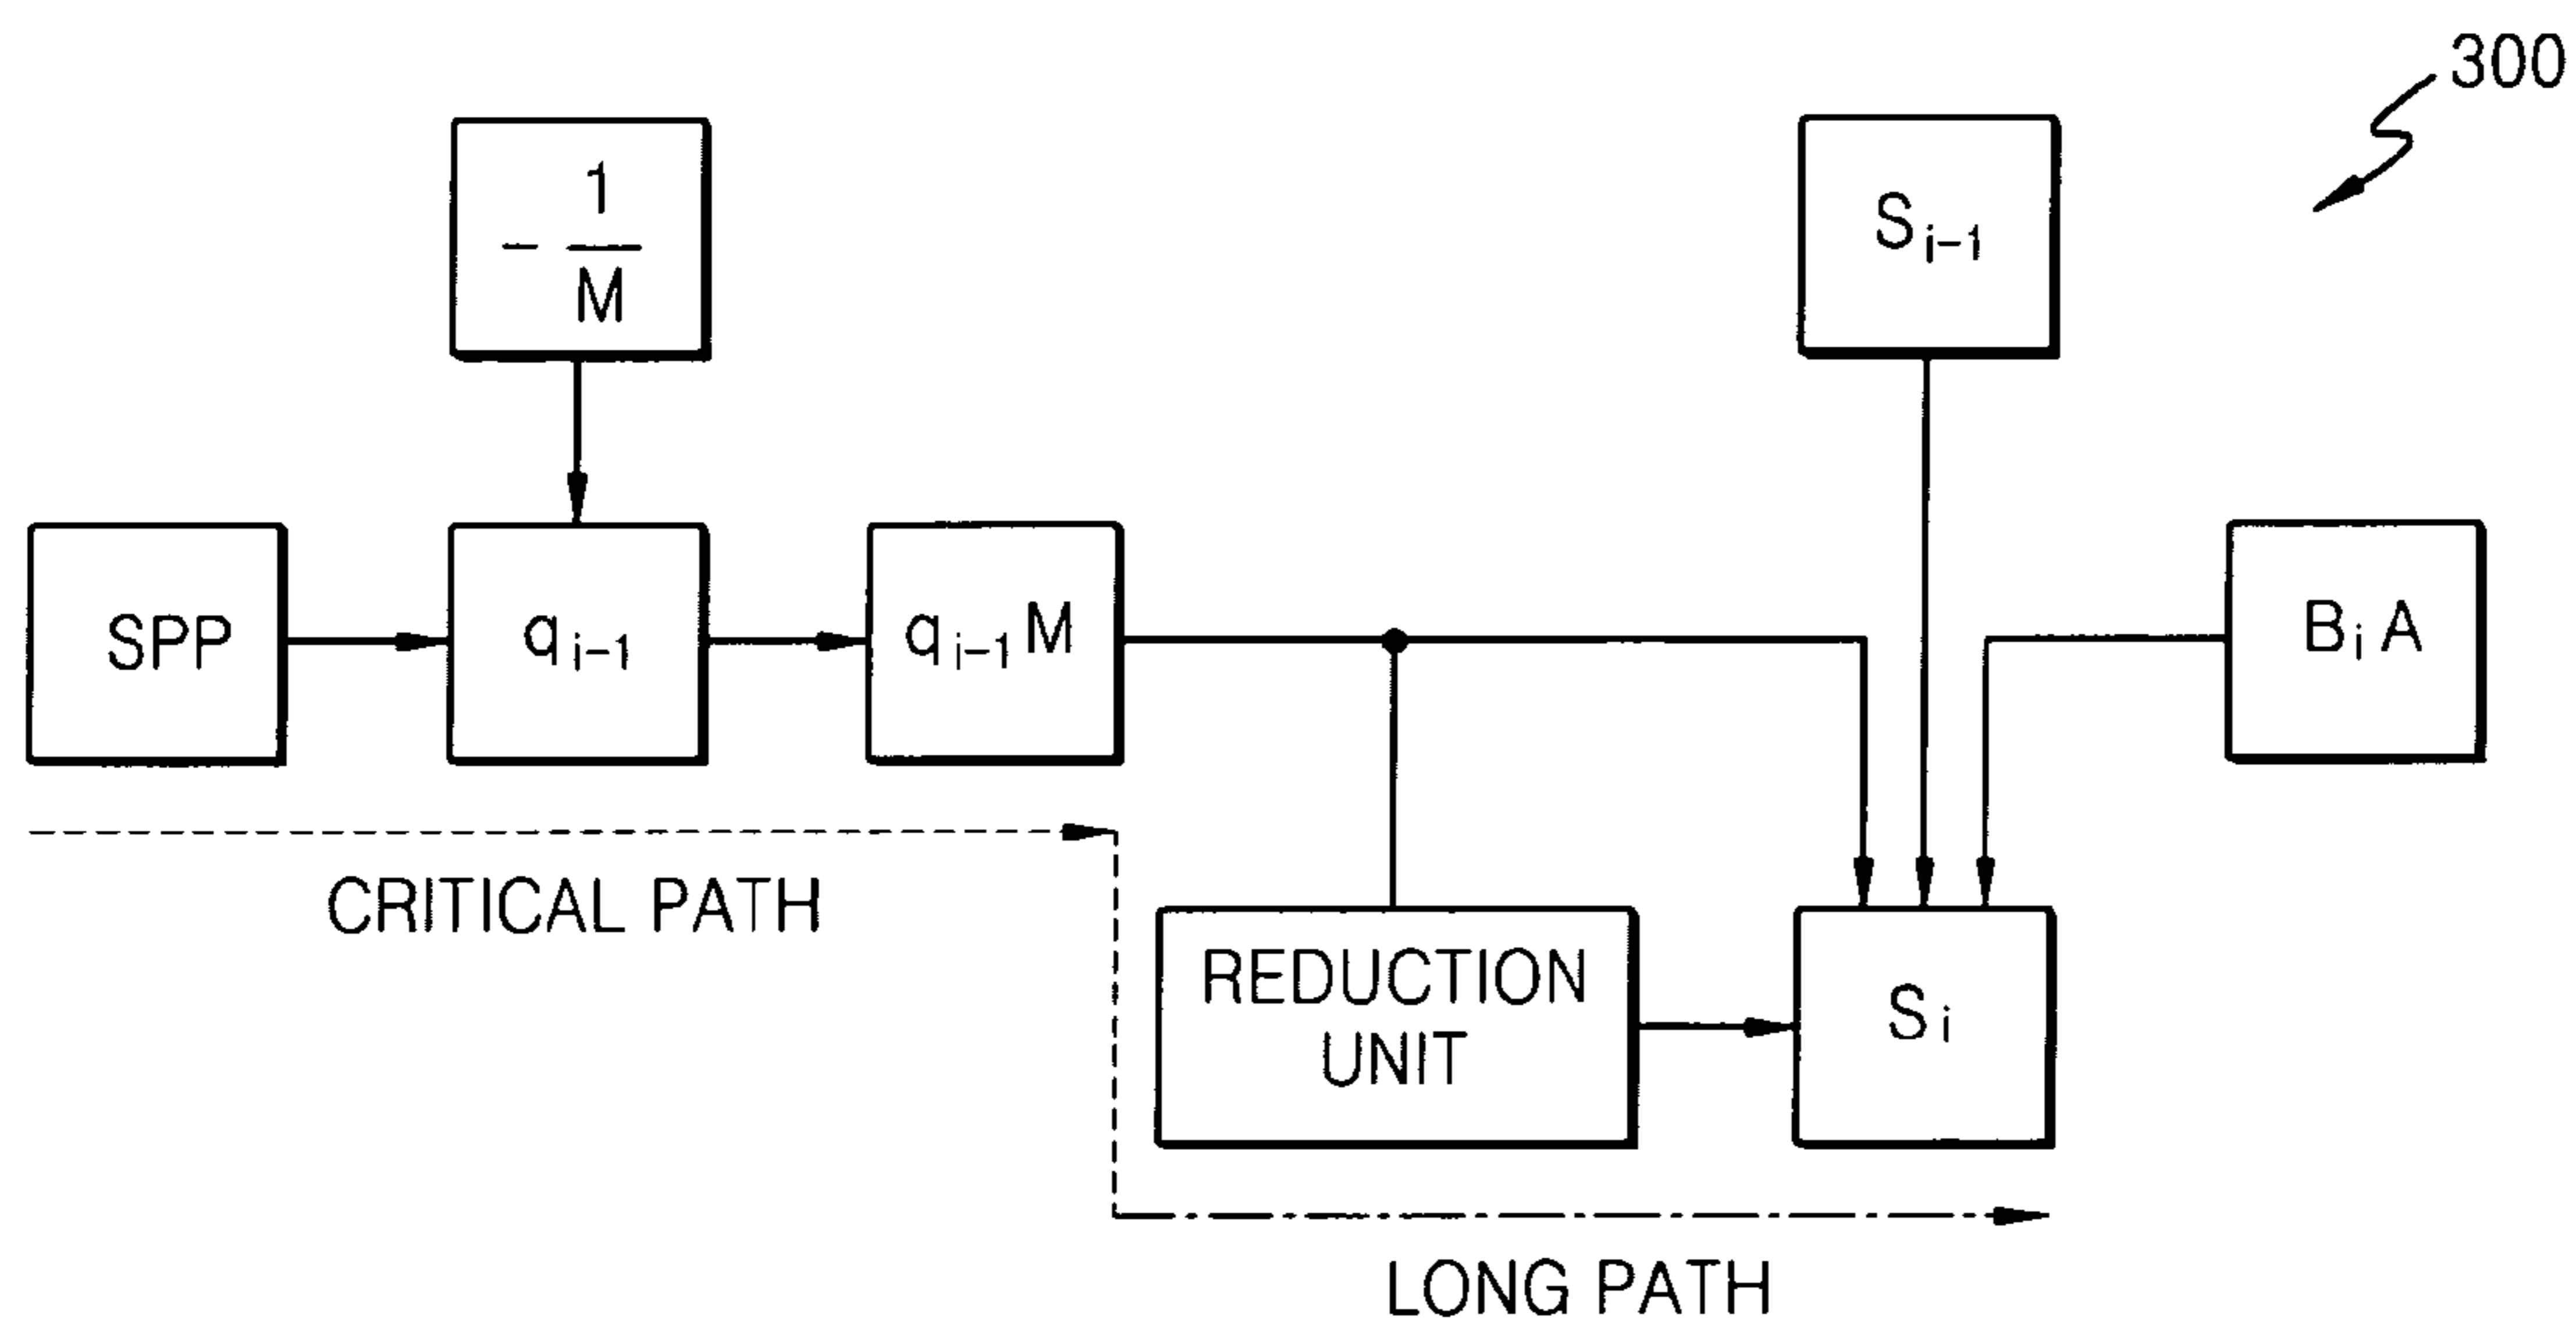 300
- 1/M
S i-1
SPP
q i-1
q i-1 M
B i A
CRITICAL PATH
REDUCTION
UNIT
S i
LONG PATH